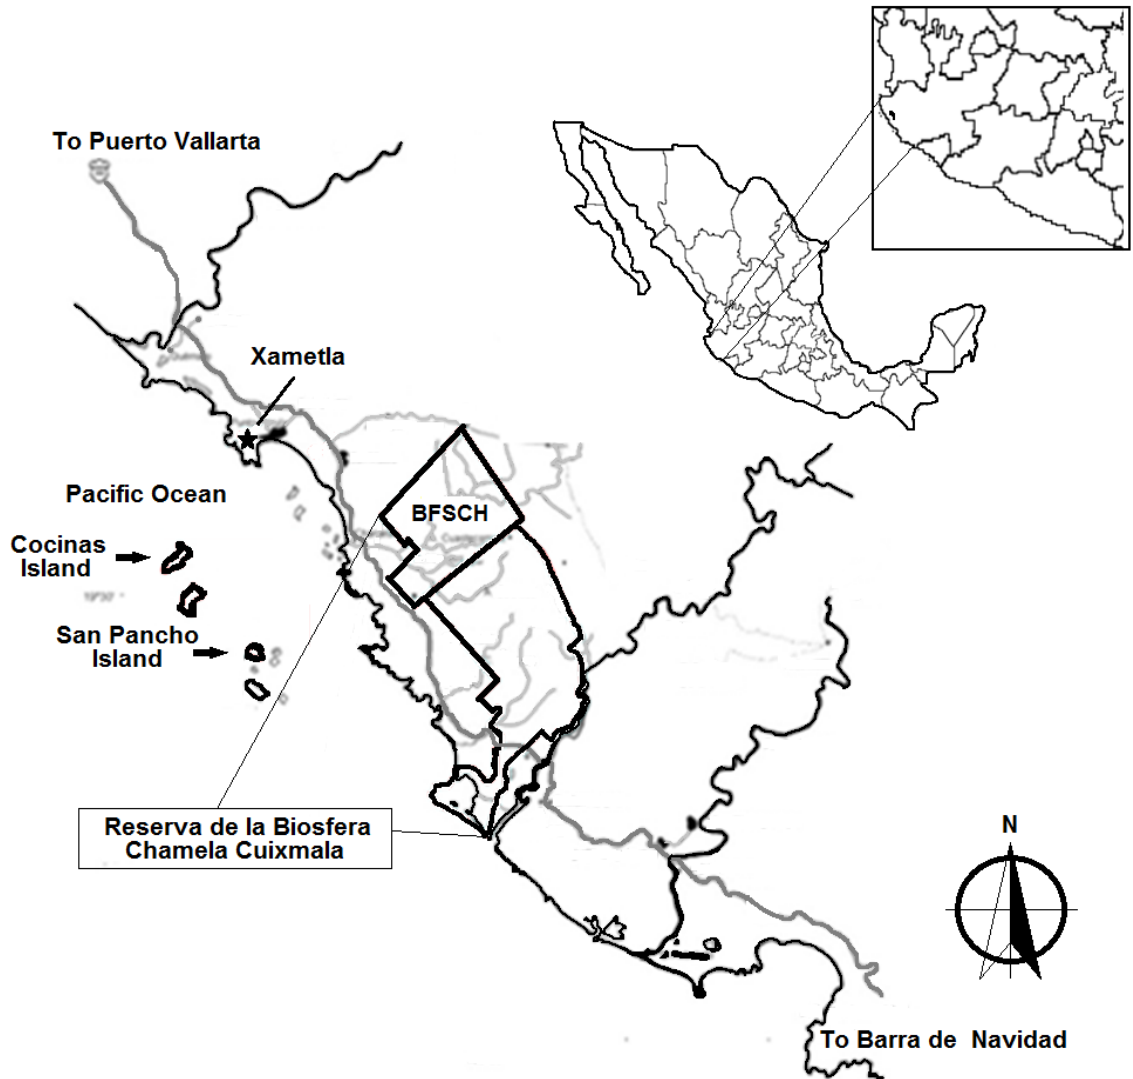 To Puerto Vallarta
Xametla
Pacific Ocean
BFSCH
Cocinas
Island
San Pancho
Island
Reserva de la Biosfera
Chamela Cuixmala
N
To Barra de Navidad